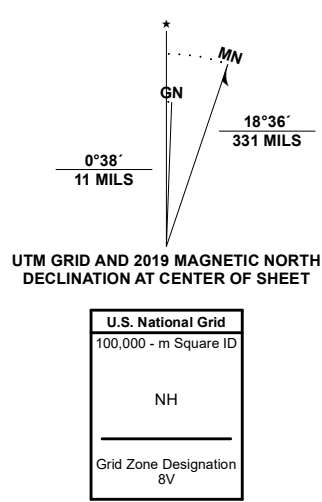 ★
MN
GN
18°36´
331 MILS
0°38´
11 MILS
UTM GRID AND 2019 MAGNETIC NORTH
DECLINATION AT CENTER OF SHEET
U.S. National Grid
100,000 - m Square ID
NH
Grid Zone Designation
8V